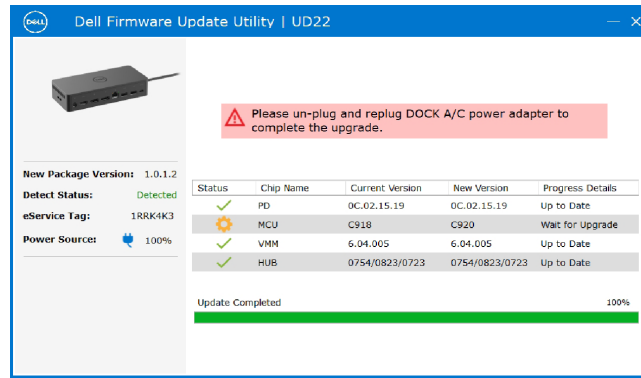 DELL
Dell Firmware Update Utility | UD22
Please un-plug and replug DOCK A/C power adapter to
complete the upgrade.
New Package Version: 1.0.1.2
Detect Status: Detected
eService Tag: 1RRK4K3
Power Source: 100%
Status Chip Name Current Version New Version Progress Details
PD 0C.02.15.19 0C.02.15.19 Up to Date
MCU C918 C920 Wait for Upgrade
VMM 6.04.005 6.04.005 Up to Date
HUB 0754/0823/0723 0754/0823/0723 Up to Date
Update Completed 100%